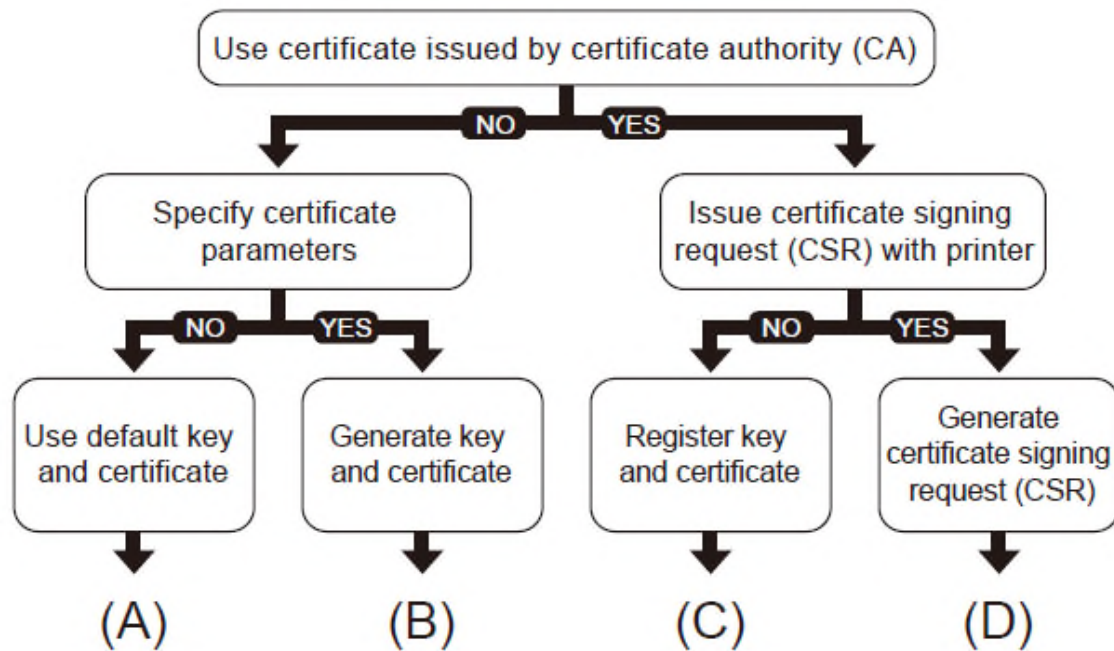 Use certificate issued by certificate authority (CA)
NO YES
Specify certificate
parameters
Issue certificate signing
request (CSR) with printer
NO YES
NO YES
Use default key
and certificate
Generate key
and certificate
Register key
and certificate
Generate
certificate signing
request (CSR)
(A) (B) (C) (D)